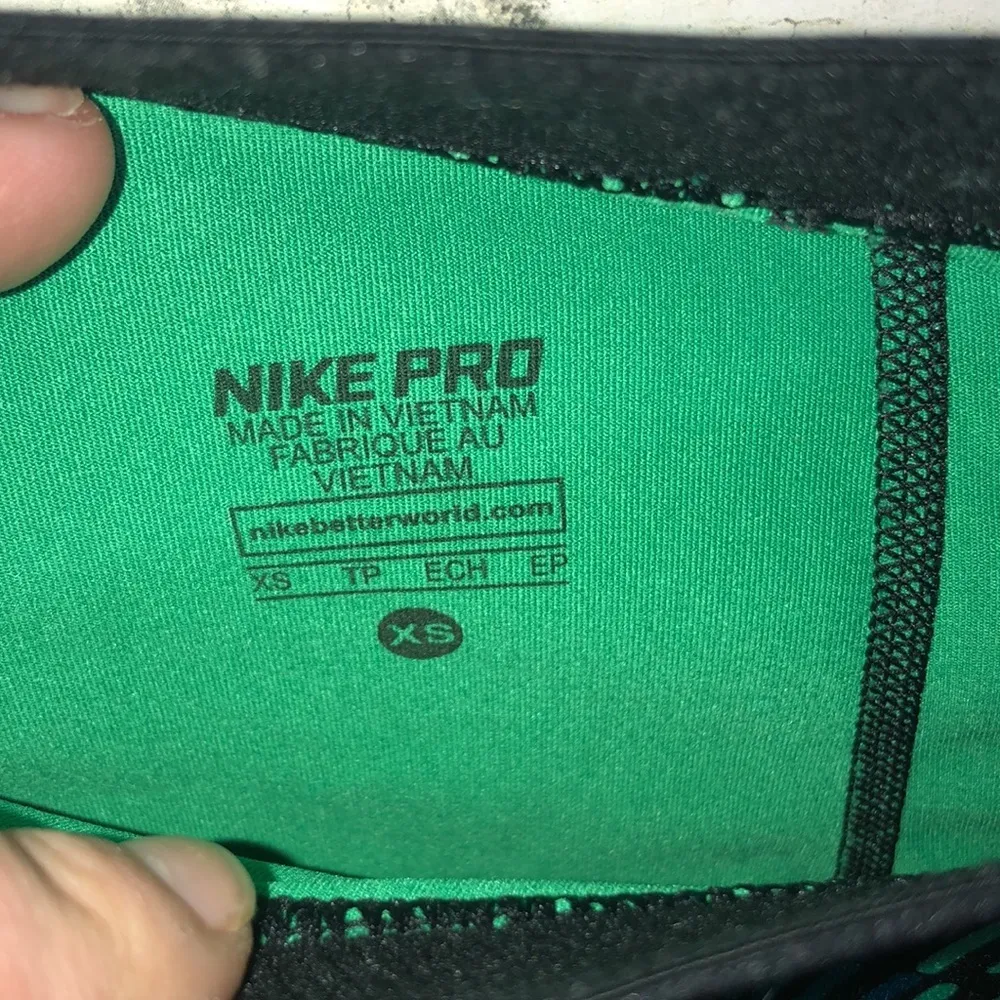 NIKE PRO
MADE IN VIETNAM
FABRIQUE AU
VIETNAM
nikebetterworld.com
XS TP ECH EP
XS